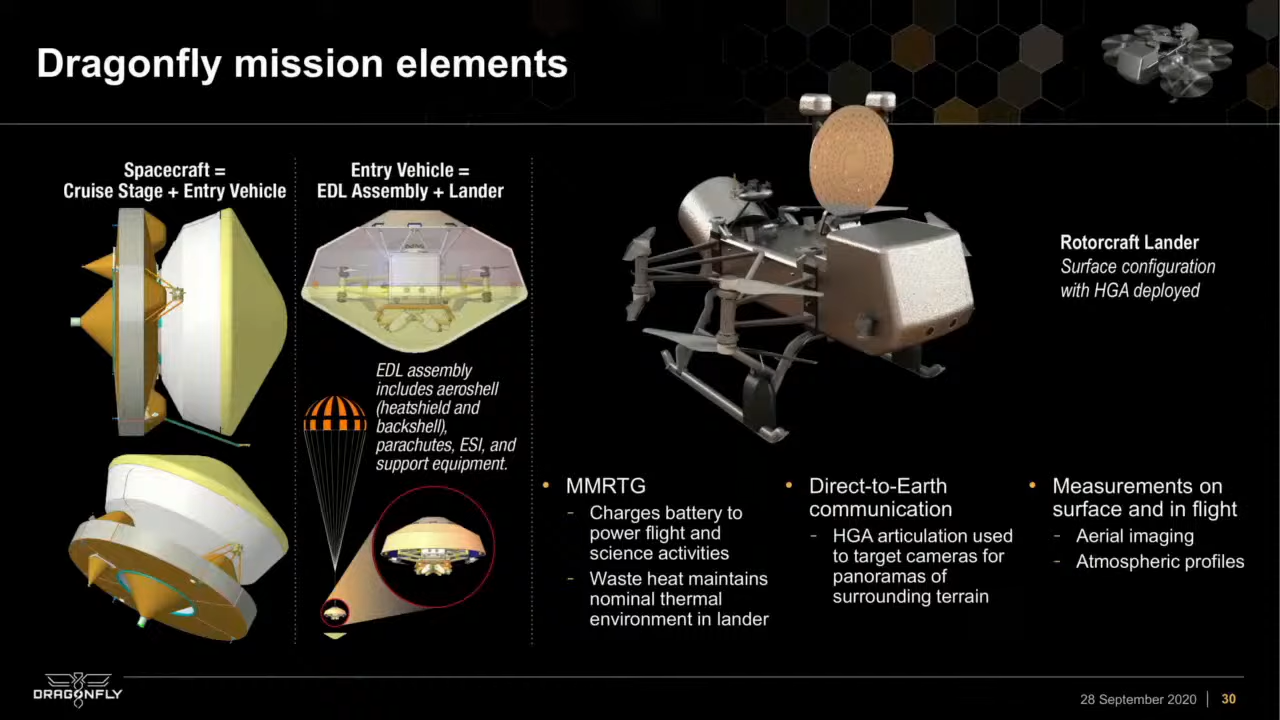 Dragonfly mission elements
Spacecraft =
Cruise Stage + Entry Vehicle
Entry Vehicle =
EDL Assembly + Lander
EDL assembly
includes aeroshell
(heatshield and
backshell),
parachutes, ESI, and
support equipment.
Rotorcraft Lander
Surface configuration
with HGA deployed
• MMRTG
- Charges battery to
power flight and
science activities
- Waste heat maintains
nominal thermal
environment in lander
• Direct-to-Earth
communication
- HGA articulation used
to target cameras for
panoramas of
surrounding terrain
• Measurements on
surface and in flight
- Aerial imaging
- Atmospheric profiles
DRAGONFLY
28 September 2020 | 30